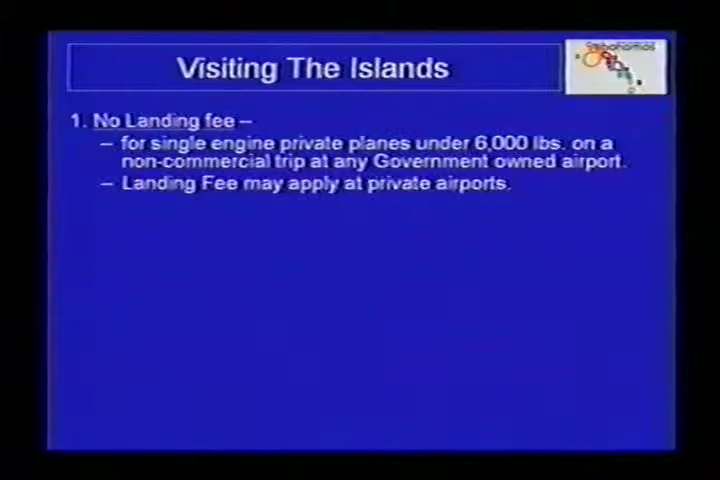 Visiting The Islands
bahamas
1. No Landing fee –
– for single engine private planes under 6,000 lbs. on a
non-commercial trip at any Government owned airport.
– Landing Fee may apply at private airports.